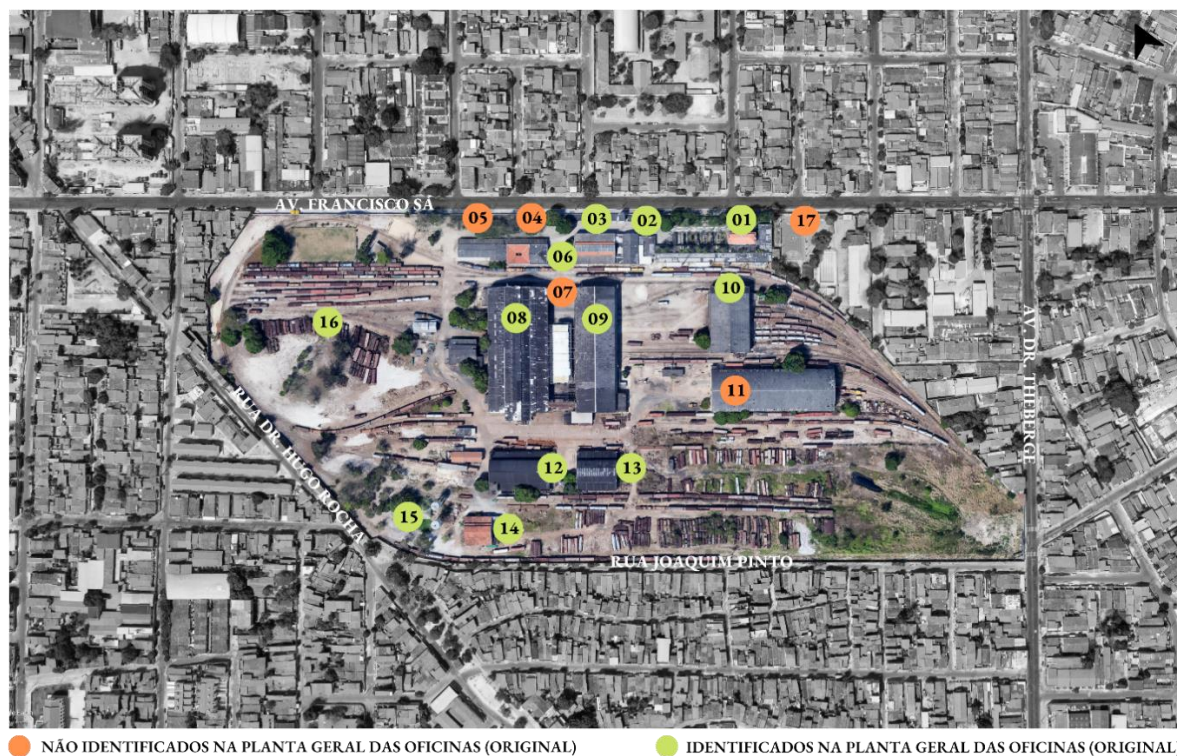 AV. FRANCISCO SÁ
05 04 03 02 01 17
06
07 10
08 09
16
11
AV. DR. THEBERGE
RUA DR. HUGO ROCHA
12 13
15 14
RUA JOAQUIM PINTO
NÃO IDENTIFICADOS NA PLANTA GERAL DAS OFICINAS (ORIGINAL)
IDENTIFICADOS NA PLANTA GERAL DAS OFICINAS (ORIGINAL